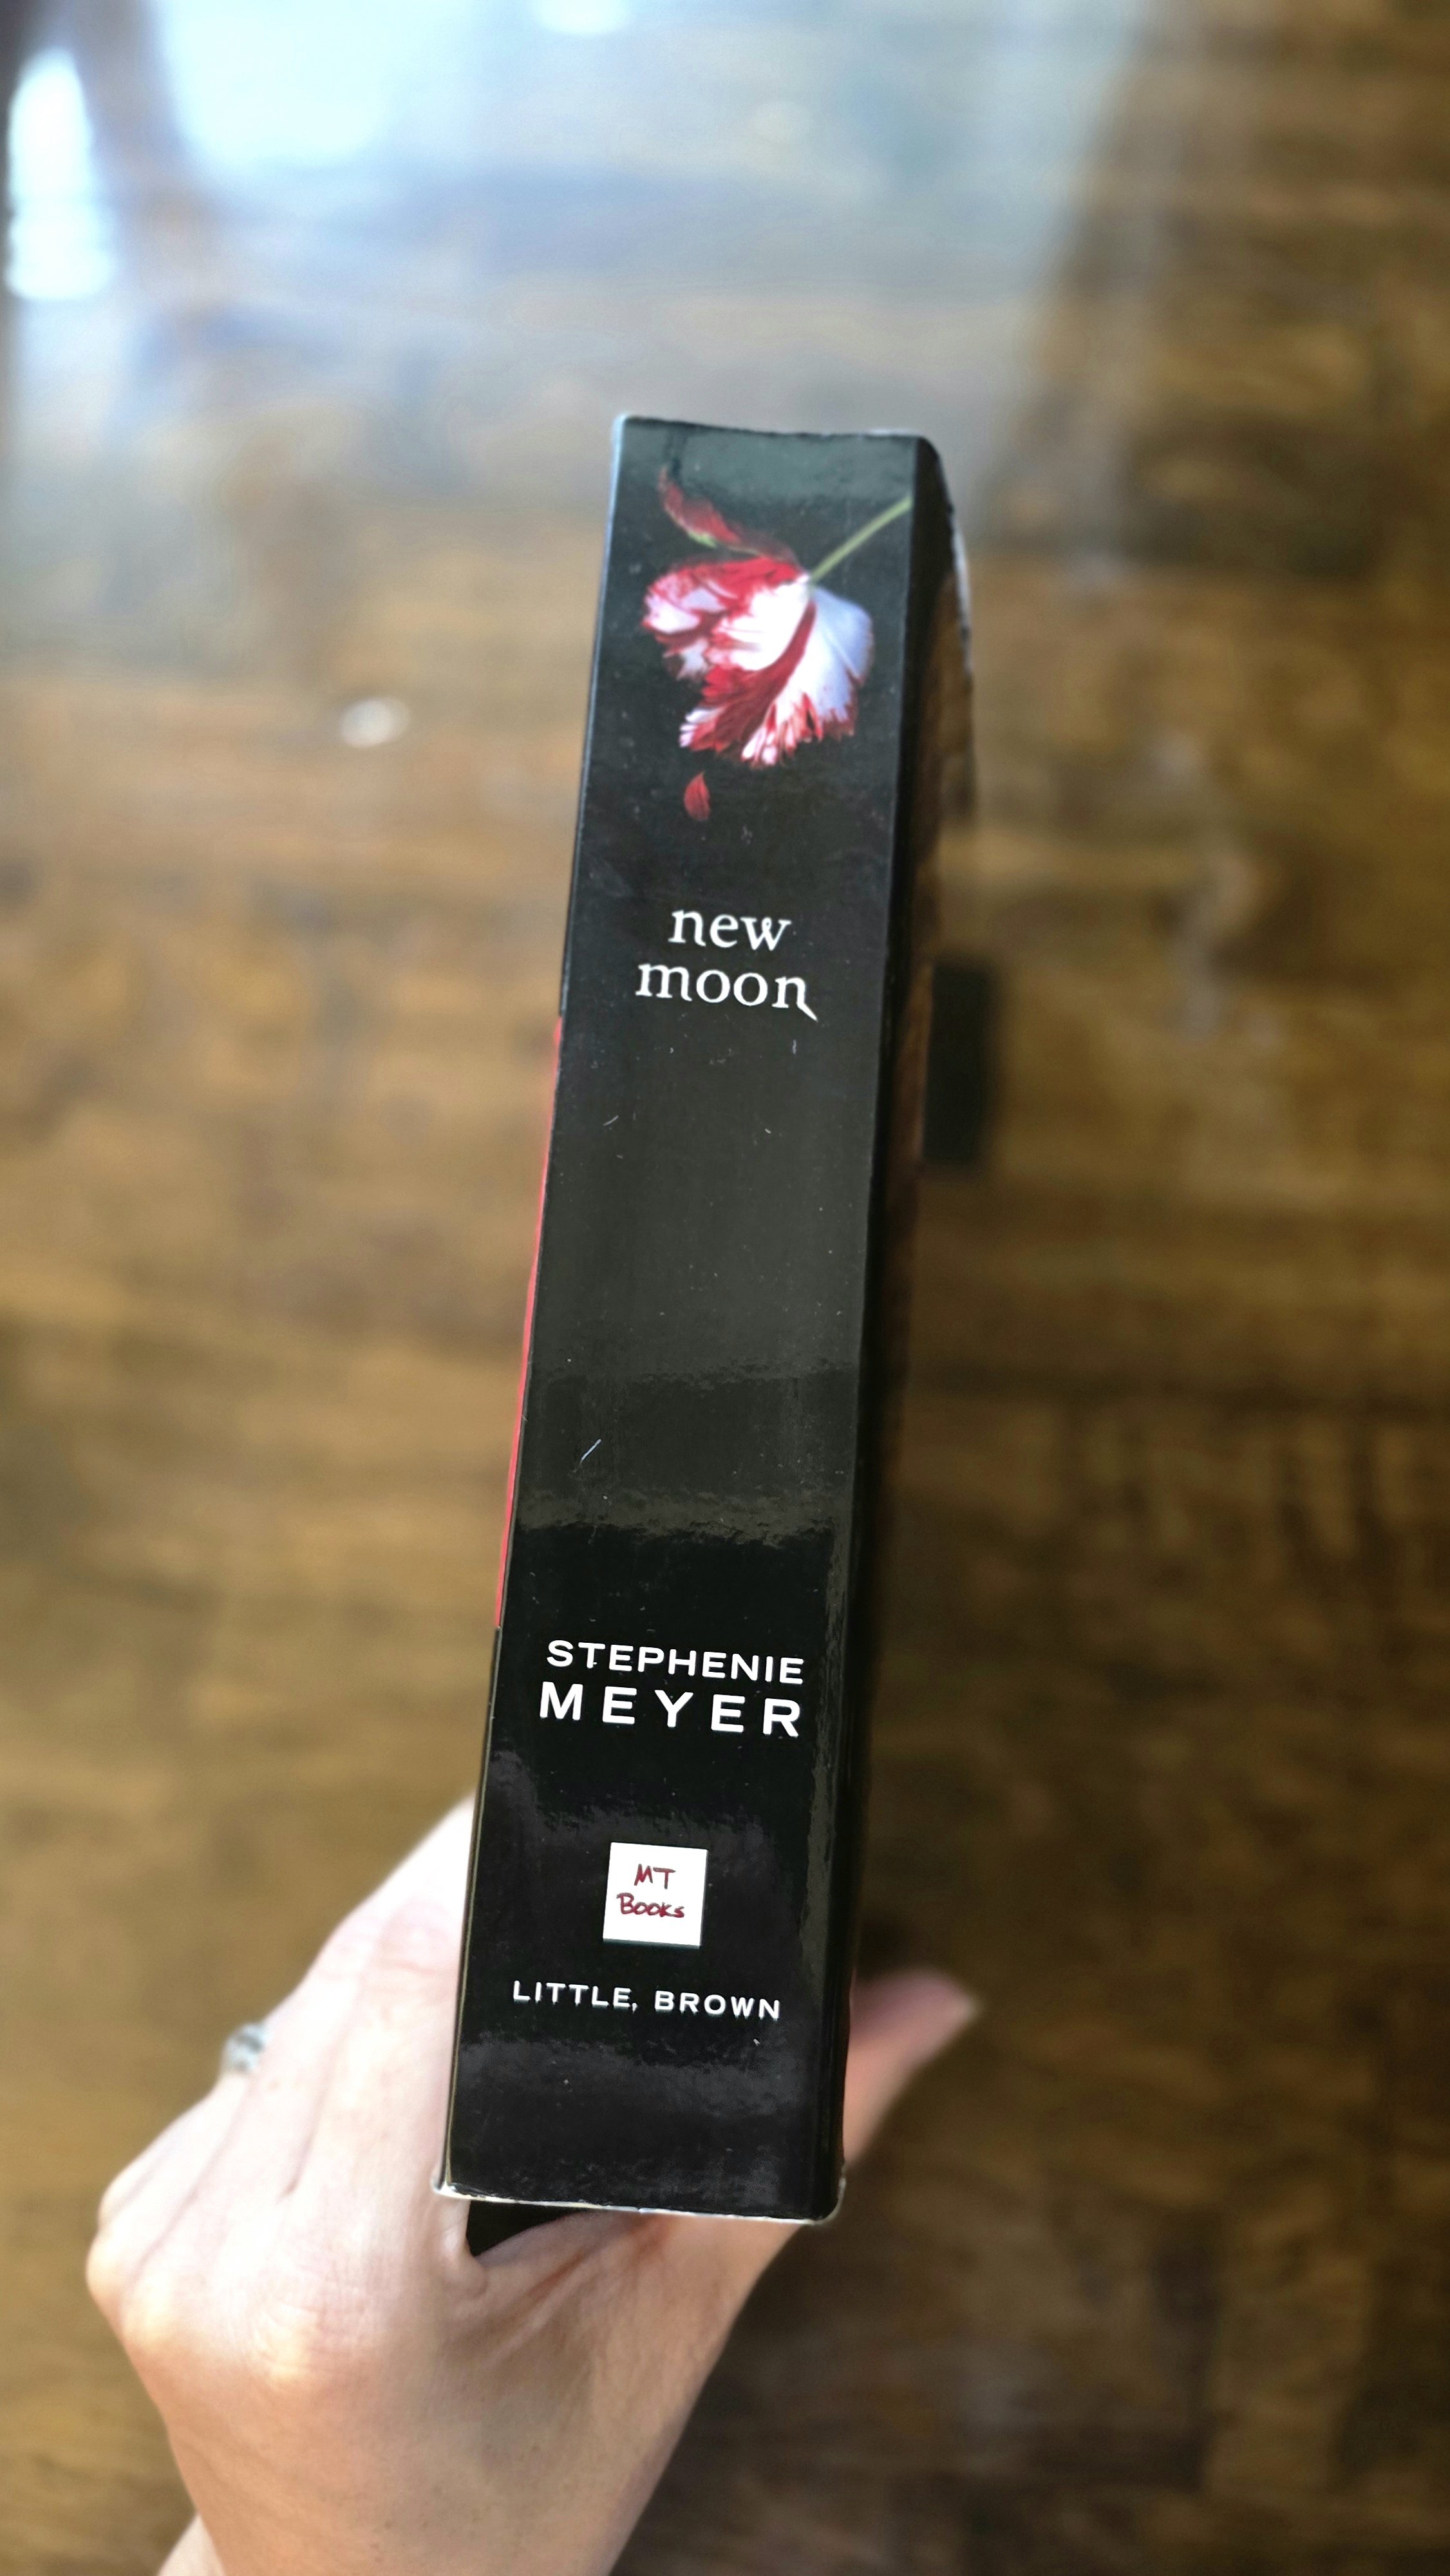 new
moon
STEPHENIE
MEYER
MT
Books
LITTLE, BROWN